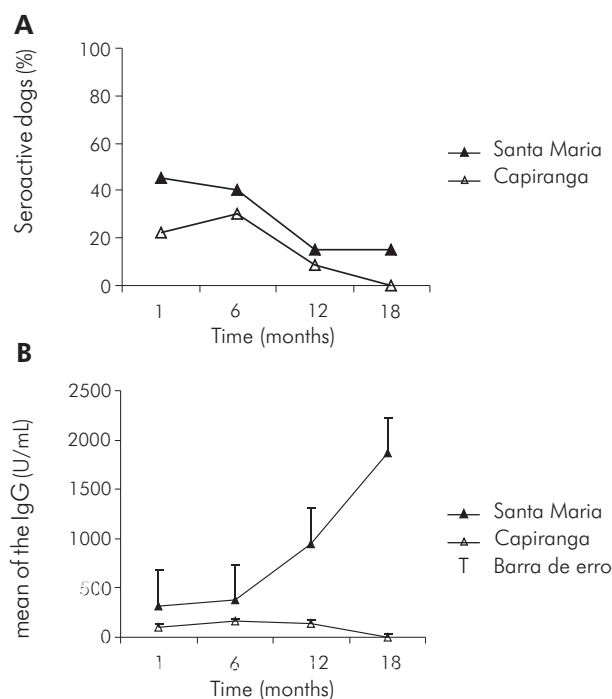 A
Seroactive dogs (%)
100
80
60
40
20
0
1 6 12 18
Time (months)
Santa Maria
Capiranga
B
mean of the IgG (U/mL)
2500
2000
1500
1000
500
0
1 6 12 18
Time (months)
Santa Maria
Capiranga
T Barra de erro